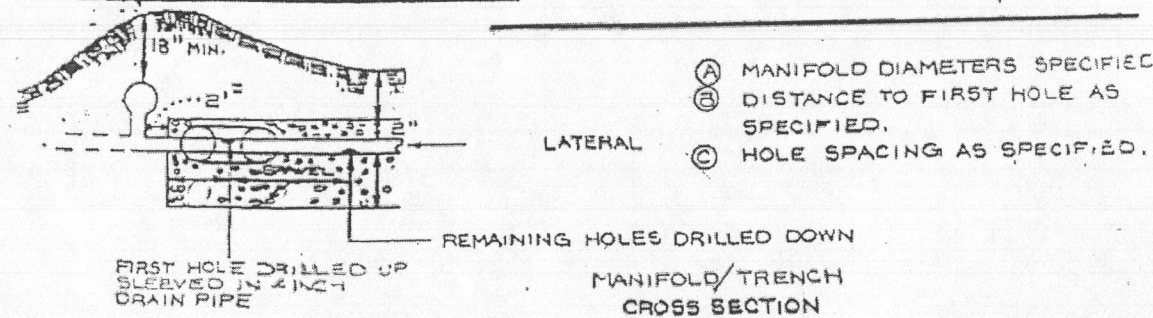 18" MIN.
2'
2"
LATERAL
Ⓐ MANIFOLD DIAMETERS SPECIFIED
Ⓑ DISTANCE TO FIRST HOLE AS
SPECIFIED.
Ⓒ HOLE SPACING AS SPECIFIED.
REMAINING HOLES DRILLED DOWN
FIRST HOLE DRILLED UP
SLEEVED IN 4 INCH
DRAIN PIPE
MANIFOLD/TRENCH
CROSS SECTION